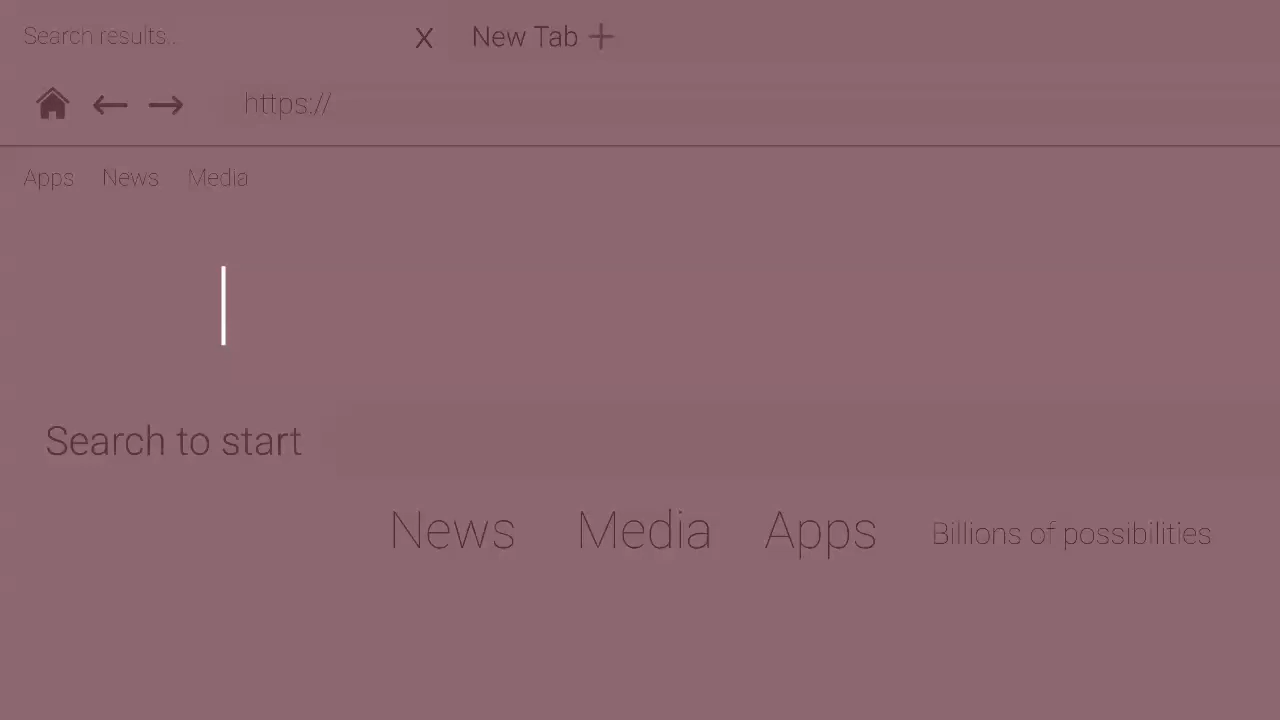 Search results..
X New Tab +
https://
Apps News Media
Search to start
News Media Apps Billions of possibilities